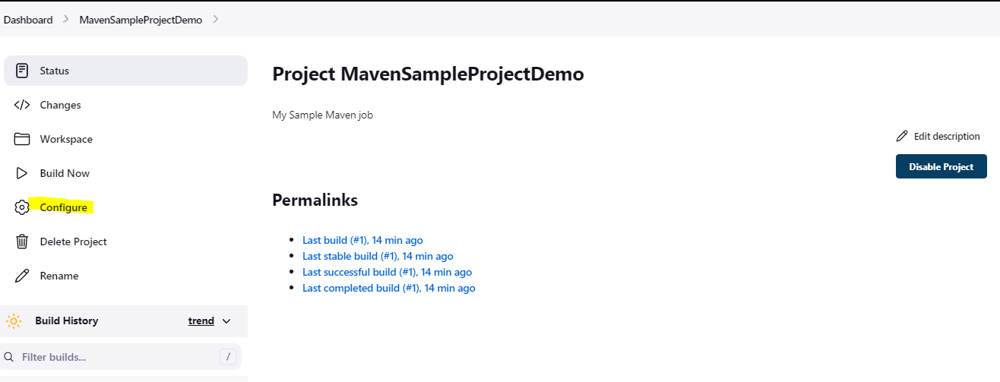 Dashboard > MavenSampleProjectDemo >
Status
Changes
Workspace
Build Now
Configure
Delete Project
Rename
Build History trend
Filter builds... /
Project MavenSampleProjectDemo
My Sample Maven job
Edit description
Disable Project
Permalinks
• Last build (#1), 14 min ago
• Last stable build (#1), 14 min ago
• Last successful build (#1), 14 min ago
• Last completed build (#1), 14 min ago